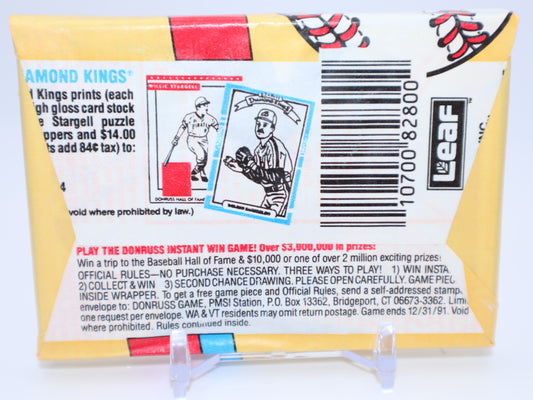 AMOND KINGS®
Kings prints (each
gh gloss card stock
e Stargell puzzle
ppers and $14.00
ts add 84¢ tax) to:
4
void where prohibited by law.)
WILLIE STARGELL
PIRATES
DONRUSS HALL OF FAME
Diamond Kings
10700 82800
Leaf
INC.
PLAY THE DONRUSS INSTANT WIN GAME! Over $3,000,000 in prizes!
Win a trip to the Baseball Hall of Fame & $10,000 or one of over 2 million exciting prizes!
OFFICIAL RULES—NO PURCHASE NECESSARY. THREE WAYS TO PLAY! 1) WIN INSTA
2) COLLECT & WIN 3) SECOND CHANCE DRAWING. PLEASE OPEN CAREFULLY. GAME PIEC
INSIDE WRAPPER. To get a free game piece and Official Rules, send a self-addressed stamp
envelope to: DONRUSS GAME, PMSI Station, P.O. Box 13362, Bridgeport, CT 06673-3362. Limi
one request per envelope. WA & VT residents may omit return postage. Game ends 12/31/91. Void
where prohibited. Rules continued inside.